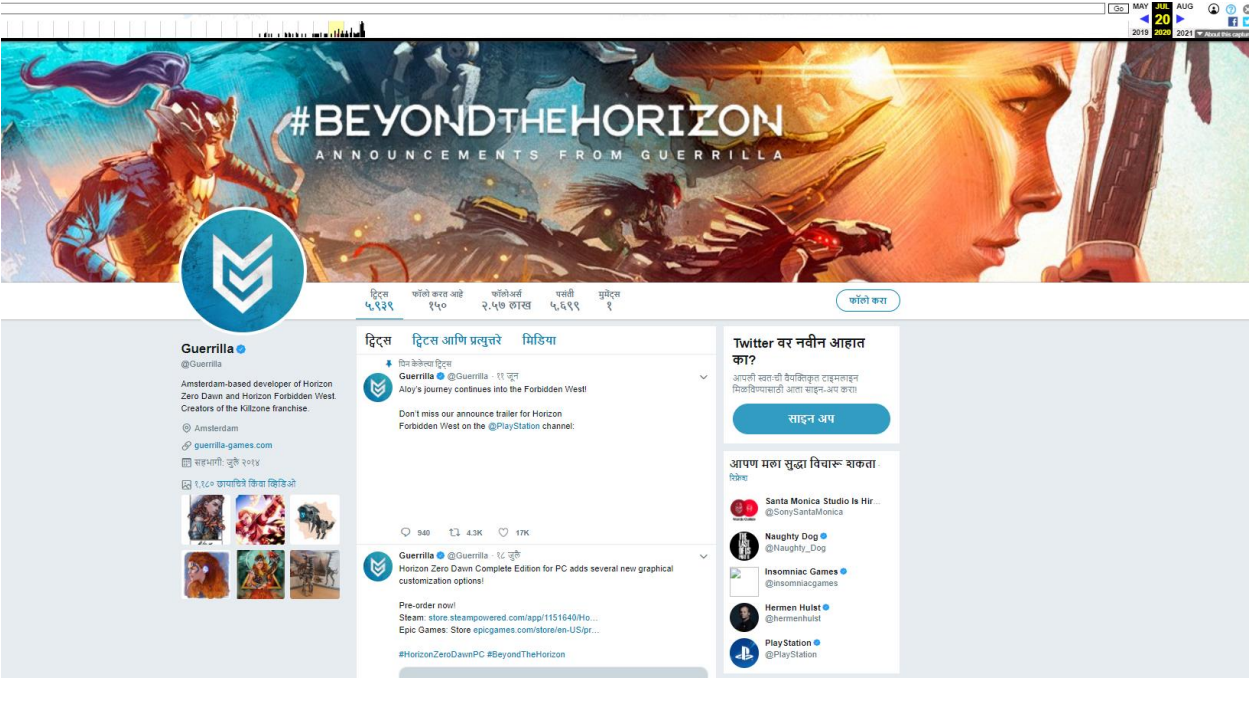 Go MAY JUL AUG
20
2019 2020 2021 About this capture
#BEYONDTHEHORIZON
ANNOUNCEMENTS FROM GUERRILLA
ट्विट्स फॉलो करत आहे फॉलोअर्स पसंती मुमेंट्स
५,९३९ १५० २.५७ लाख ५,६९९ १
फॉलो करा
Guerrilla
@Guerrilla
Amsterdam-based developer of Horizon
Zero Dawn and Horizon Forbidden West.
Creators of the Killzone franchise.
Amsterdam
guerrilla-games.com
सहभागी: जुलै २०१४
१,१८० छायाचित्रे किंवा व्हिडिओ
ट्विट्स ट्विटस आणि प्रत्युत्तरे मिडिया
पिन केलेल्या ट्विट्स
Guerrilla @Guerrilla · ११ जून
Aloy's journey continues into the Forbidden West!
Don't miss our announce trailer for Horizon
Forbidden West on the @PlayStation channel:
940 4.3K 17K
Guerrilla @Guerrilla · १८ जुलै
Horizon Zero Dawn Complete Edition for PC adds several new graphical
customization options!
Pre-order now!
Steam: store.steampowered.com/app/1151640/Ho…
Epic Games: Store epicgames.com/store/en-US/pr…
#HorizonZeroDawnPC #BeyondTheHorizon
Twitter वर नवीन आहात
का?
आपली स्वतःची वैयक्तिकृत टाइमलाइन
मिळविण्यासाठी आता साइन-अप करा!
साइन अप
आपण मला सुद्धा विचारू शकता ·
रिफ्रेश
Santa Monica Studio Is Hir…
@SonySantaMonica
Naughty Dog
@Naughty_Dog
Insomniac Games
@insomniacgames
Hermen Hulst
@hermenhulst
PlayStation
@PlayStation